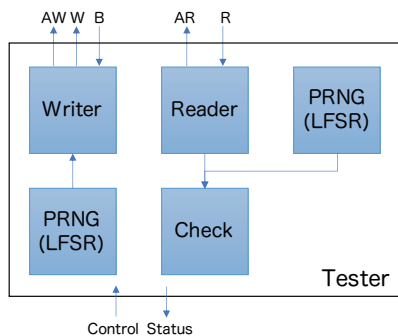 AW W B AR R
Writer
Reader
PRNG
(LFSR)
PRNG
(LFSR)
Check
Tester
Control Status